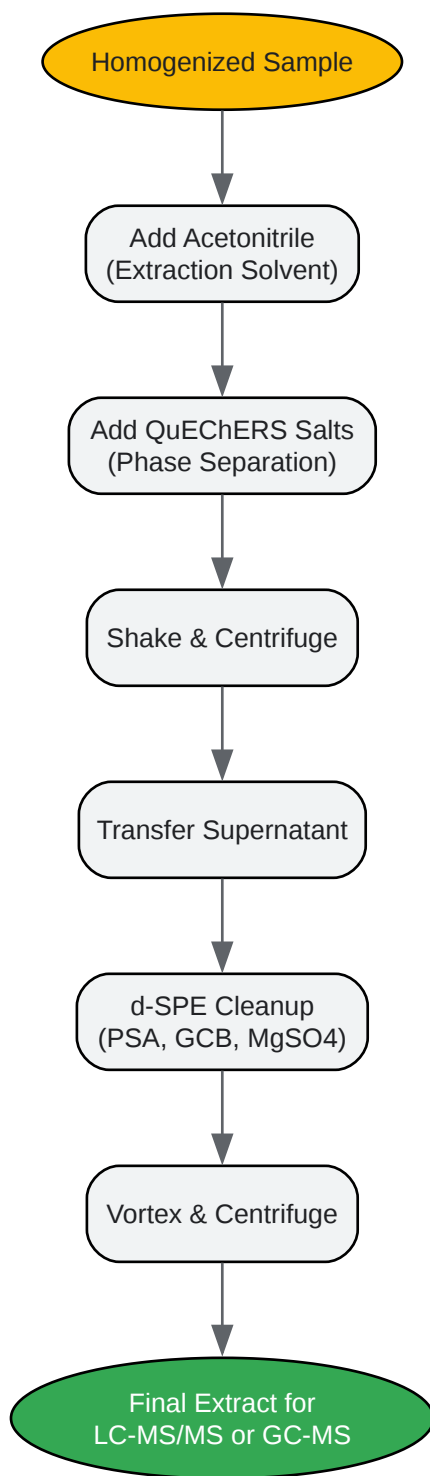 Homogenized Sample
Add Acetonitrile
(Extraction Solvent)
Add QuEChERS Salts
(Phase Separation)
Shake & Centrifuge
Transfer Supernatant
d-SPE Cleanup
(PSA, GCB, MgSO4)
Vortex & Centrifuge
Final Extract for
LC-MS/MS or GC-MS